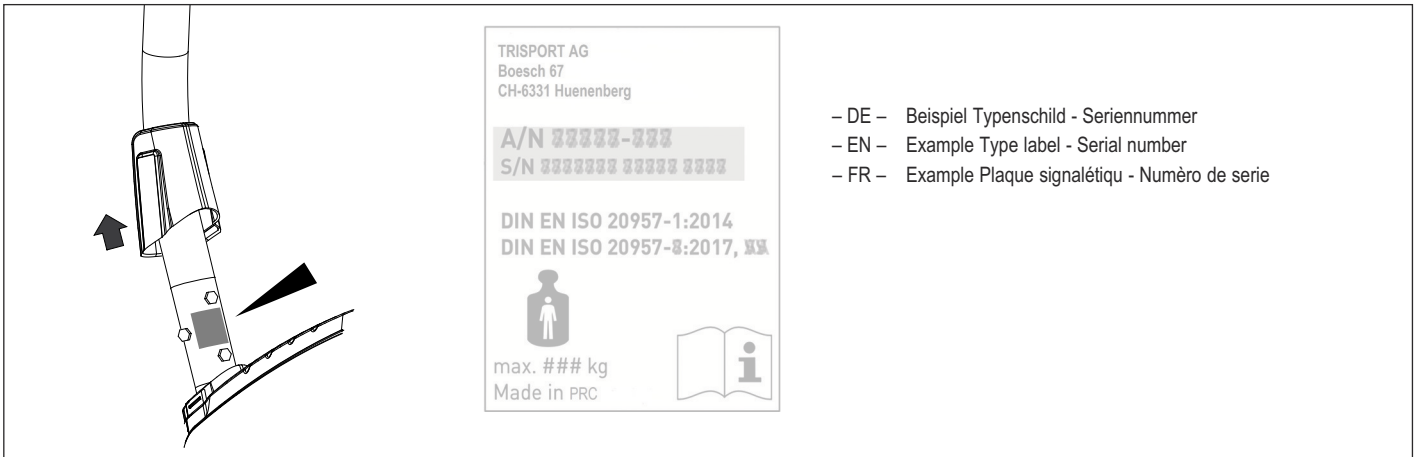 TRISPORT AG
Boesch 67
CH-6331 Huenenberg
A/N
S/N
DIN EN ISO 20957-1:2014
DIN EN ISO 20957-8:2017,
max. ### kg
Made in PRC
– DE – Beispiel Typenschild - Seriennummer
– EN – Example Type label - Serial number
– FR – Example Plaque signalétiqu - Numèro de serie